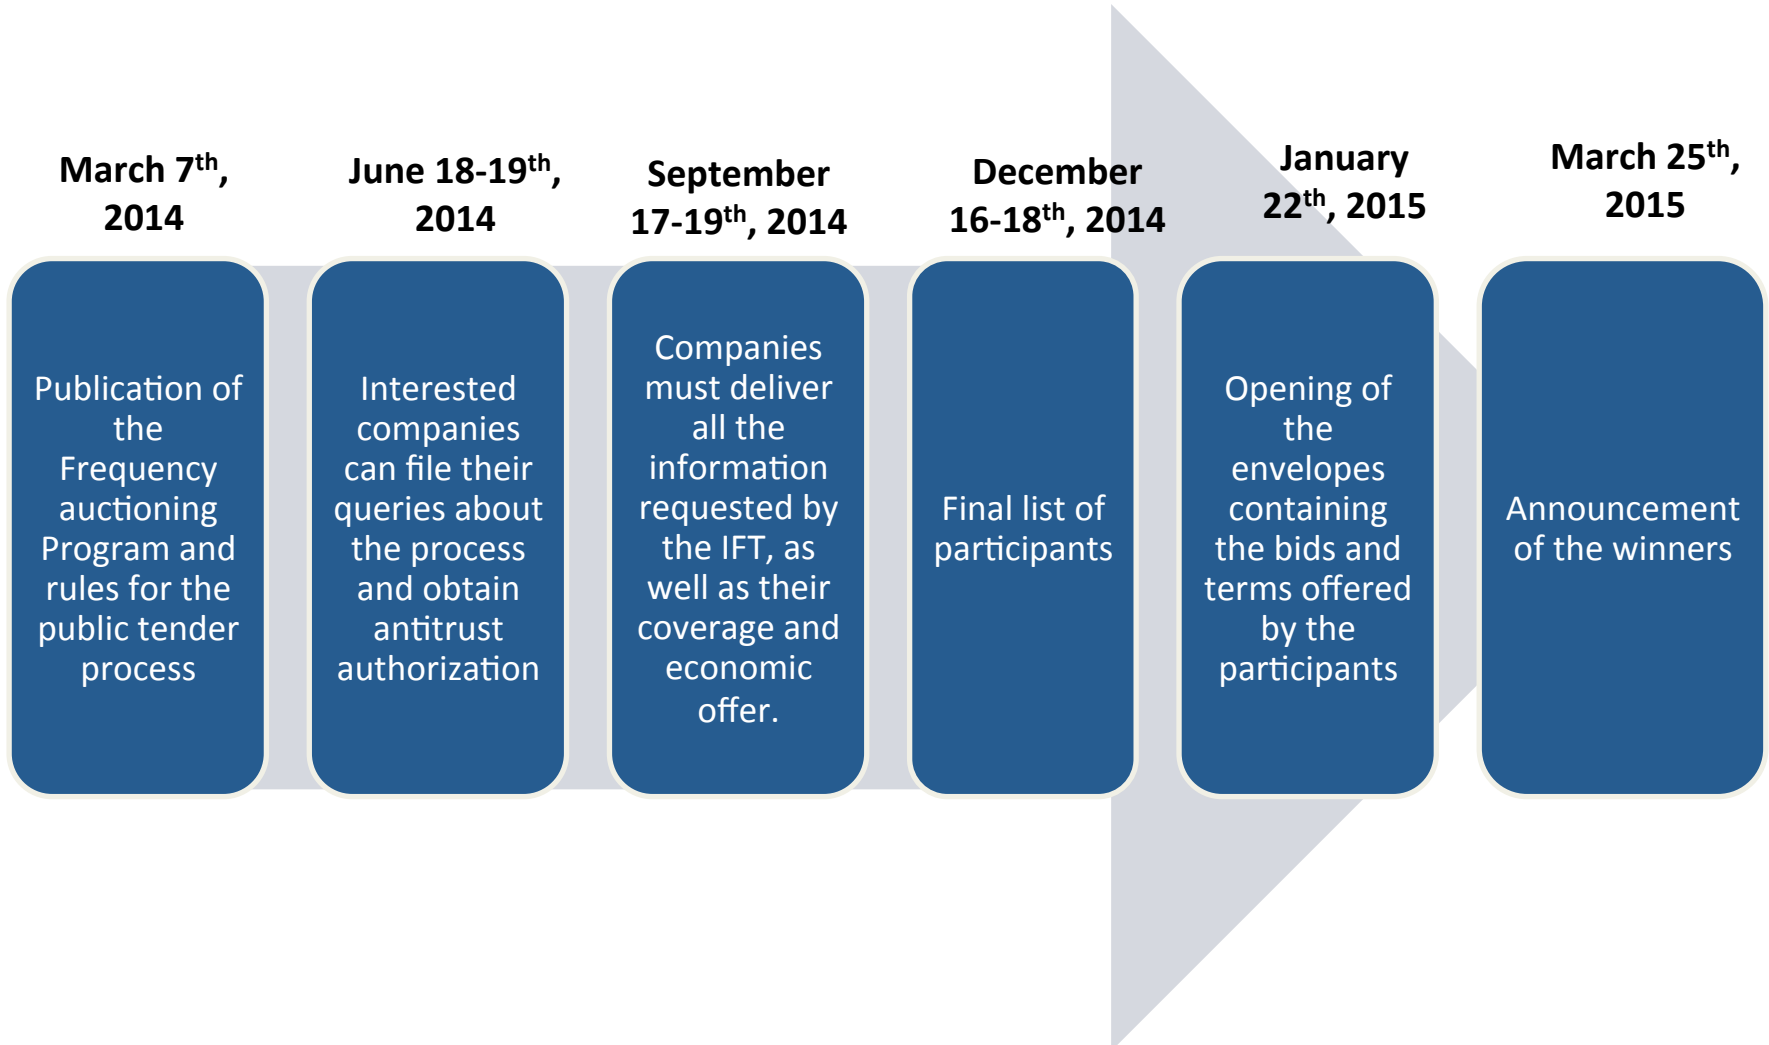 March 7th,
2014
Publication of
the
Frequency
auctioning
Program and
rules for the
public tender
process
June 18-19th,
2014
Interested
companies
can file their
queries about
the process
and obtain
antitrust
authorization
September
17-19th, 2014
Companies
must deliver
all the
information
requested by
the IFT, as
well as their
coverage and
economic
offer.
December
16-18th, 2014
Final list of
participants
January
22th, 2015
Opening of
the
envelopes
containing
the bids and
terms offered
by the
participants
March 25th,
2015
Announcement
of the winners